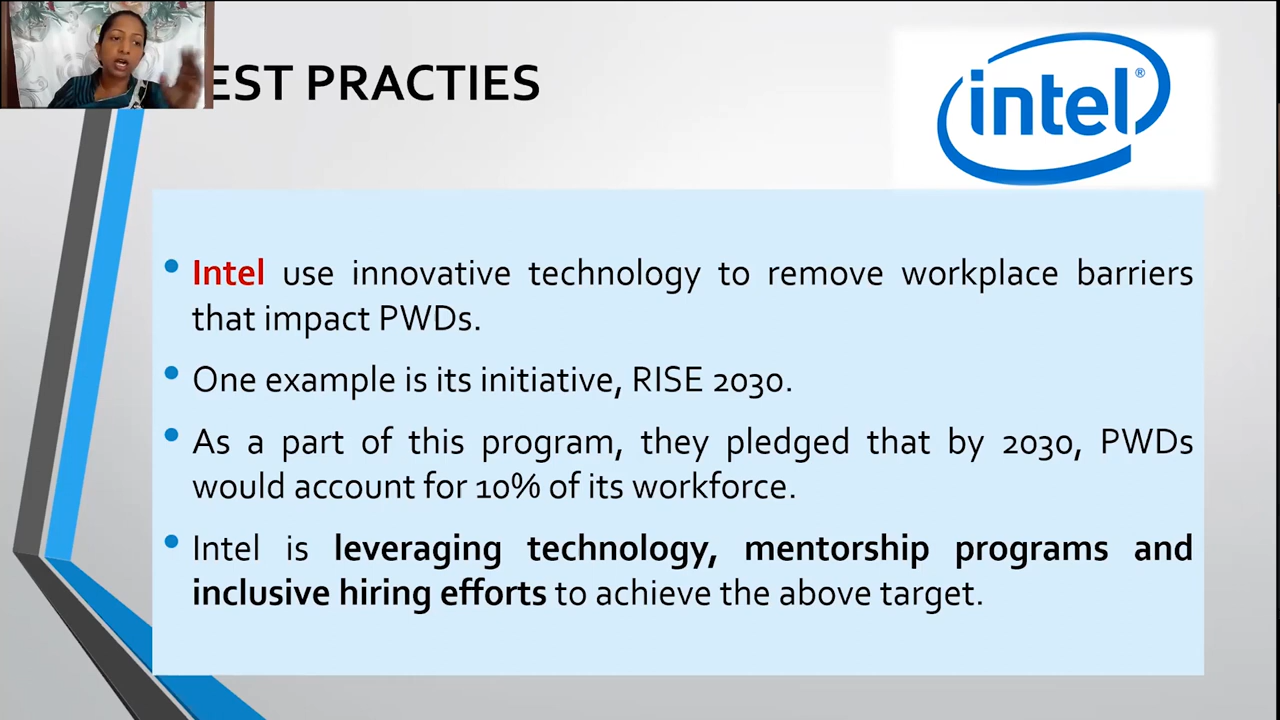 EST PRACTIES
intel®
• Intel use innovative technology to remove workplace barriers
that impact PWDs.
• One example is its initiative, RISE 2030.
• As a part of this program, they pledged that by 2030, PWDs
would account for 10% of its workforce.
• Intel is leveraging technology, mentorship programs and
inclusive hiring efforts to achieve the above target.